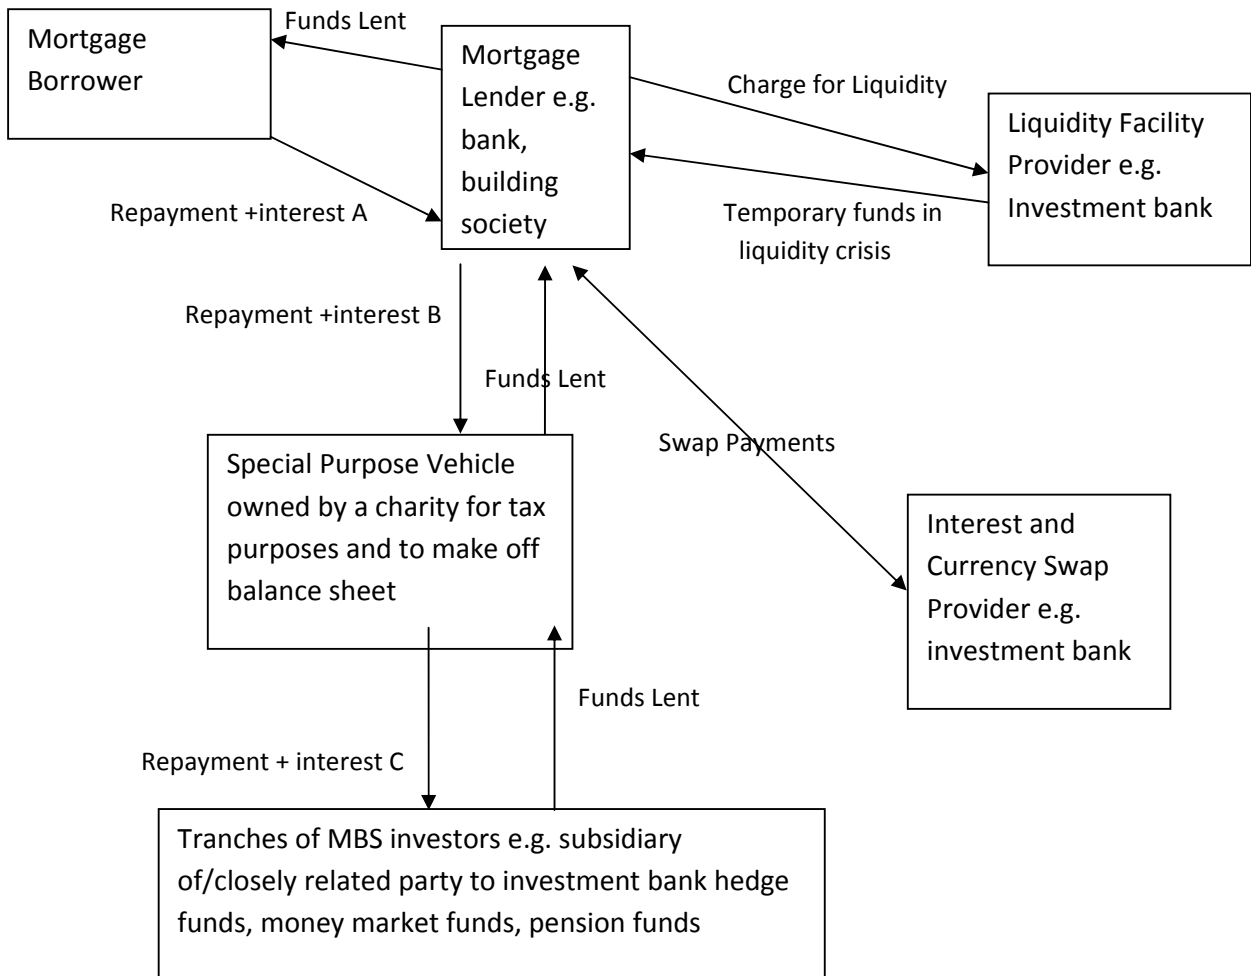 Funds Lent
Mortgage
Borrower
Mortgage
Lender e.g.
bank,
building
society
Charge for Liquidity
Liquidity Facility
Provider e.g.
Investment bank
Repayment +interest A
Temporary funds in
liquidity crisis
Repayment +interest B
Funds Lent
Swap Payments
Special Purpose Vehicle
owned by a charity for tax
purposes and to make off
balance sheet
Interest and
Currency Swap
Provider e.g.
investment bank
Funds Lent
Repayment + interest C
Tranches of MBS investors e.g. subsidiary
of/closely related party to investment bank hedge
funds, money market funds, pension funds